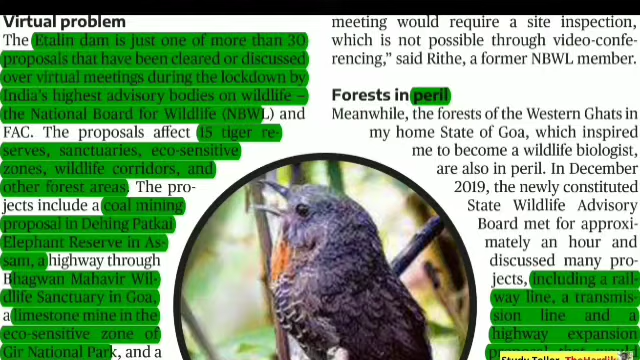 Virtual problem
The Etalin dam is just one of more than 30
proposals that have been cleared or discussed
over virtual meetings during the lockdown by
India's highest advisory bodies on wildlife —
the National Board for Wildlife (NBWL) and
FAC. The proposals affect 15 tiger re-
serves, sanctuaries, eco-sensitive
zones, wildlife corridors, and
other forest areas. The pro-
jects include a coal mining
proposal in Dehing Patkai
Elephant Reserve in As-
sam, a highway through
Bhagwan Mahavir Wil-
dlife Sanctuary in Goa,
a limestone mine in the
eco-sensitive zone of
Gir National Park, and a
meeting would require a site inspection,
which is not possible through video-confe-
rencing,” said Rithe, a former NBWL member.
Forests in peril
Meanwhile, the forests of the Western Ghats in
my home State of Goa, which inspired
me to become a wildlife biologist,
are also in peril. In December
2019, the newly constituted
State Wildlife Advisory
Board met for approxi-
mately an hour and
discussed many pro-
jects, including a rail-
way line, a transmis-
sion line and a
highway expansion